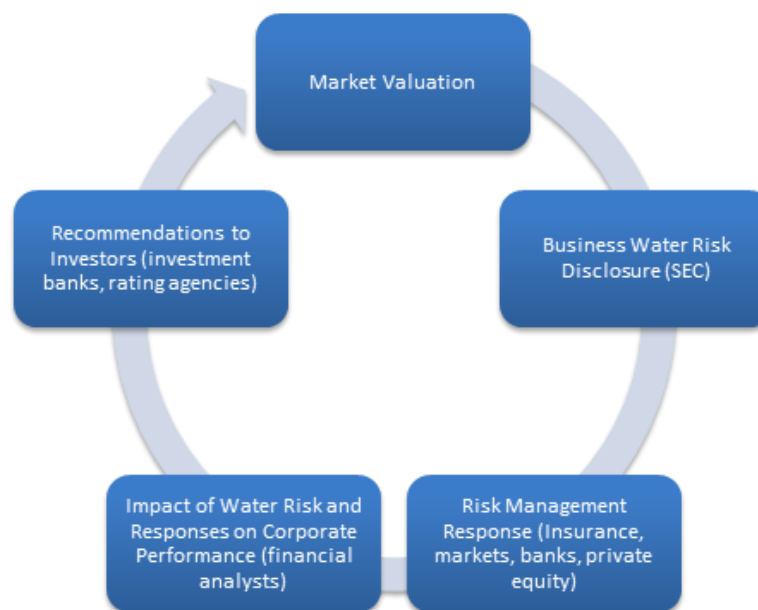 Market Valuation
Business Water Risk
Disclosure (SEC)
Risk Management
Response (Insurance,
markets, banks, private
equity)
Impact of Water Risk and
Responses on Corporate
Performance (financial
analysts)
Recommendations to
Investors (investment
banks, rating agencies)